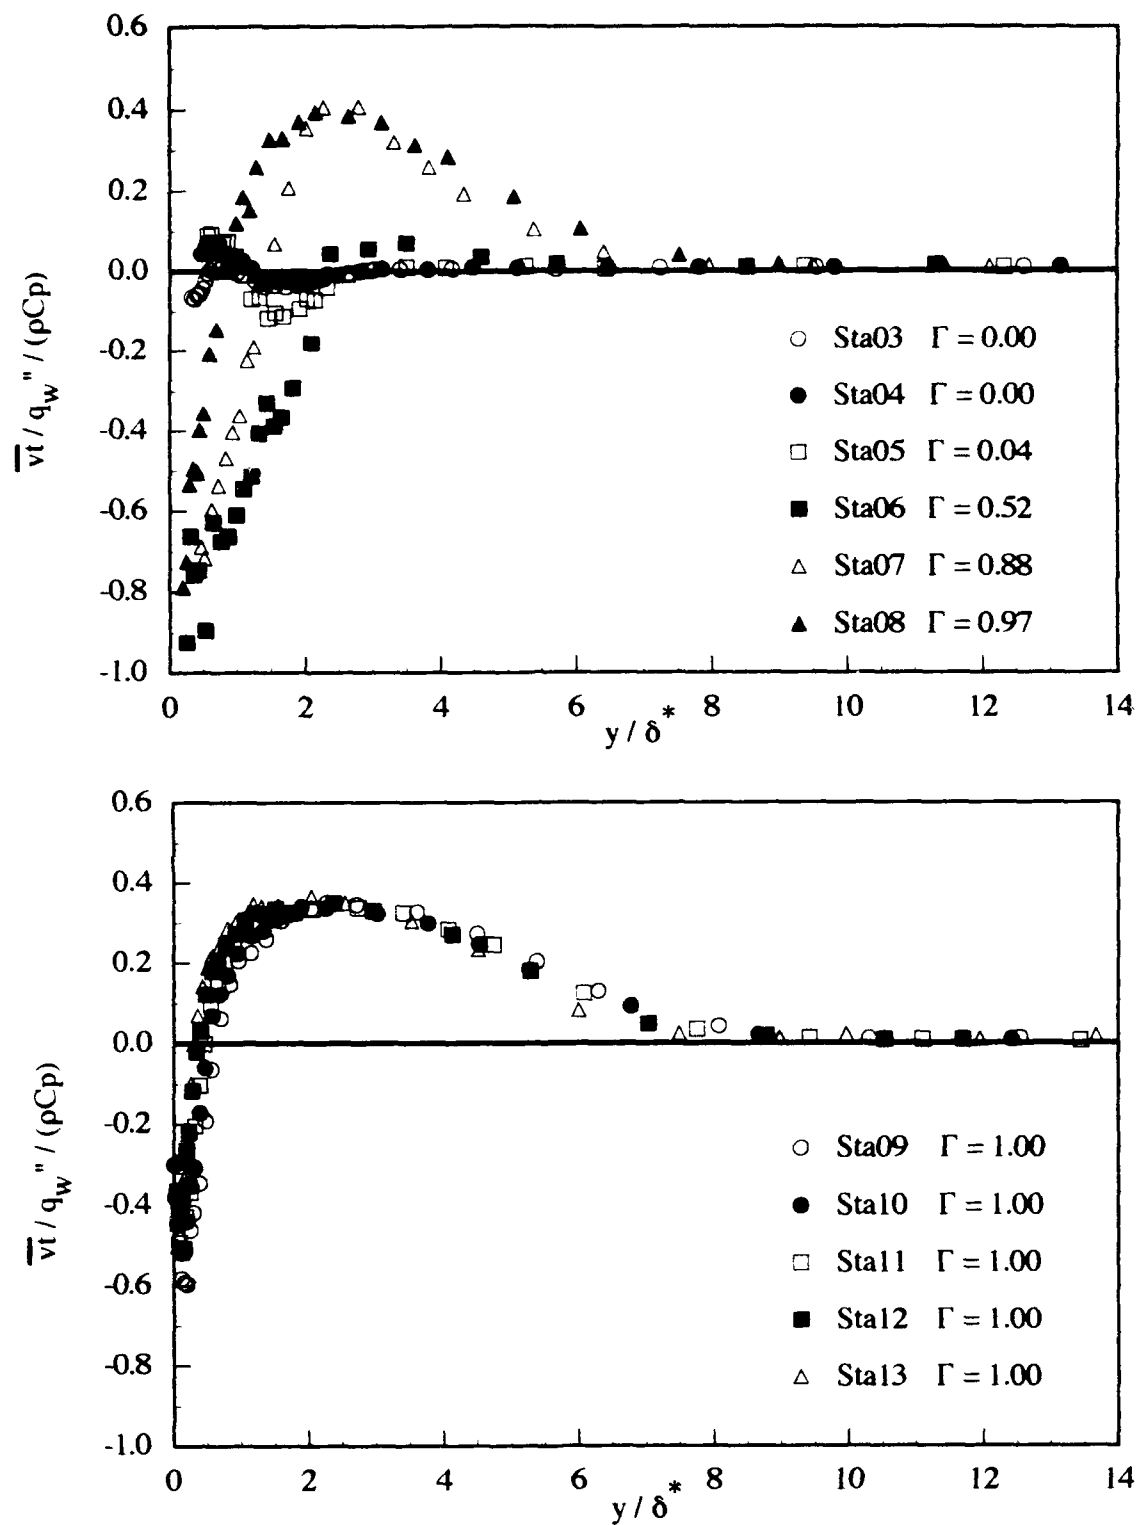 0.6
0.4
0.2
0.0
-0.2
-0.4
-0.6
-0.8
-1.0
v̅t / q_w" / (ρCp)
Sta03 Γ = 0.00
Sta04 Γ = 0.00
Sta05 Γ = 0.04
Sta06 Γ = 0.52
Sta07 Γ = 0.88
Sta08 Γ = 0.97
0 2 4 6 8 10 12 14
y / δ*
0.6
0.4
0.2
0.0
-0.2
-0.4
-0.6
-0.8
-1.0
v̅t / q_w" / (ρCp)
Sta09 Γ = 1.00
Sta10 Γ = 1.00
Sta11 Γ = 1.00
Sta12 Γ = 1.00
Sta13 Γ = 1.00
0 2 4 6 8 10 12 14
y / δ*